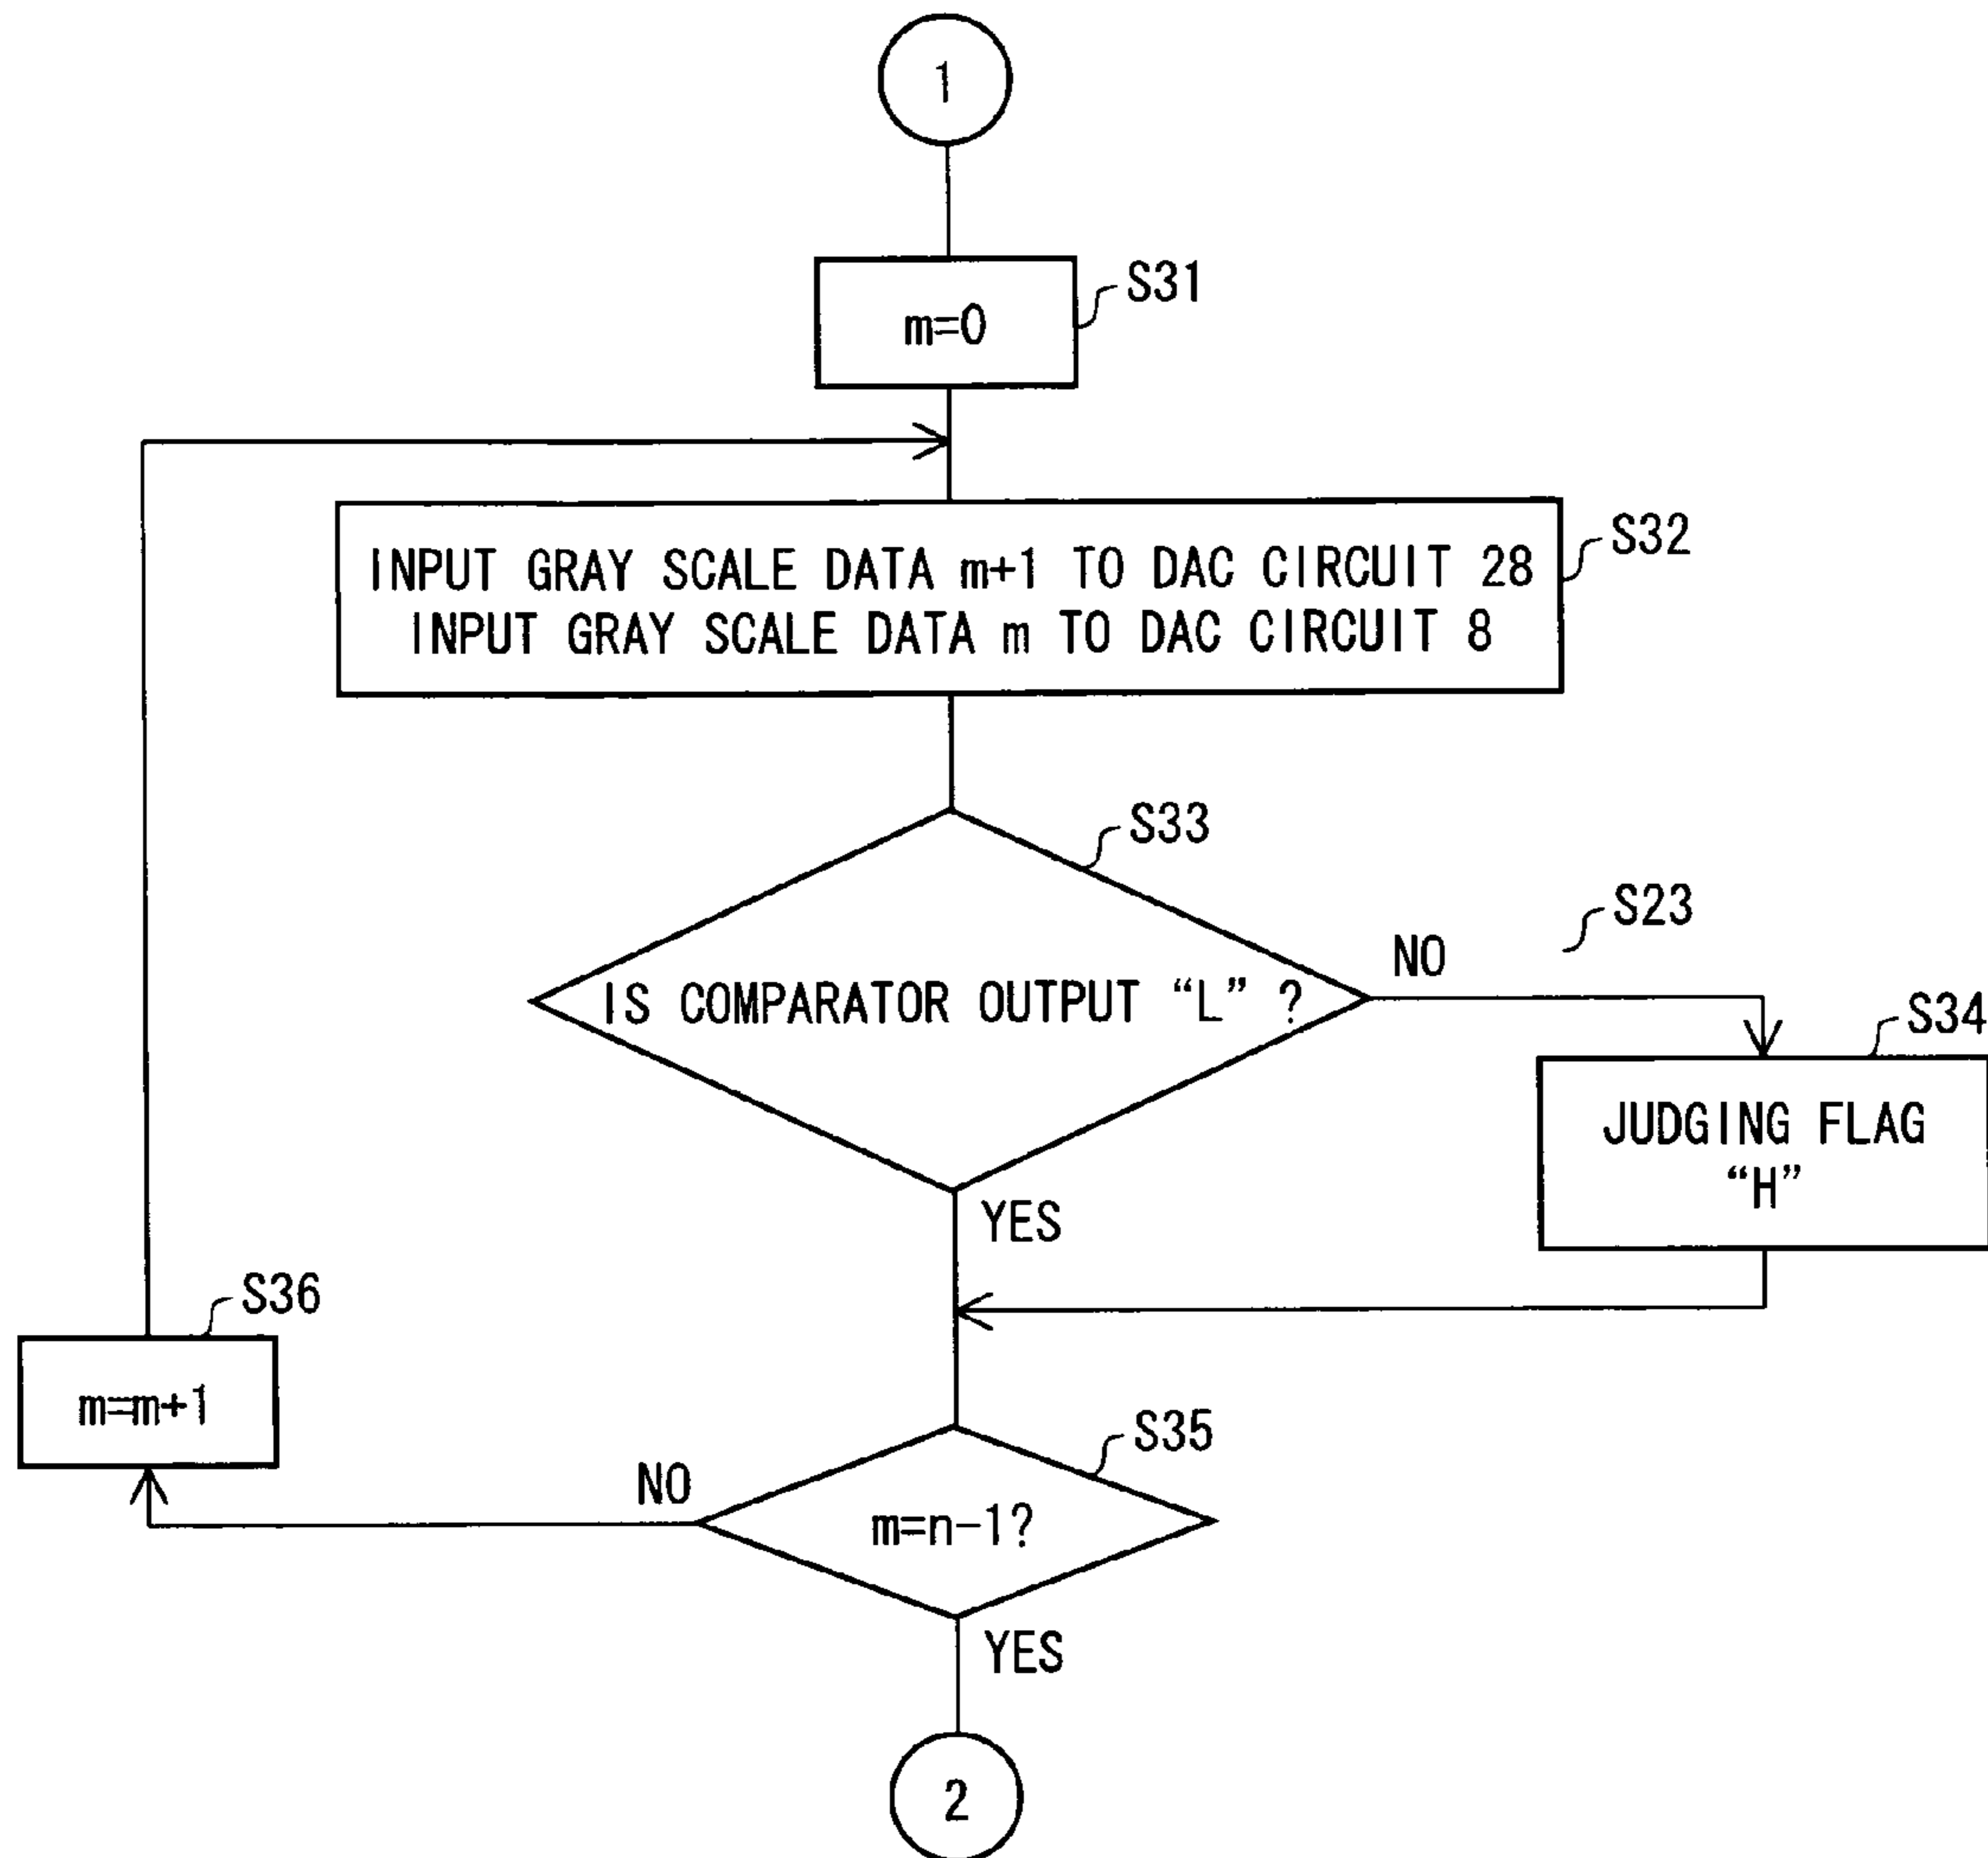 1
S31
m=0
S32
INPUT GRAY SCALE DATA m+1 TO DAC CIRCUIT 28
INPUT GRAY SCALE DATA m TO DAC CIRCUIT 8
S33
IS COMPARATOR OUTPUT “L” ?
NO
S23
S34
JUDGING FLAG
“H”
YES
S36
m=m+1
S35
NO
m=n-1?
YES
2